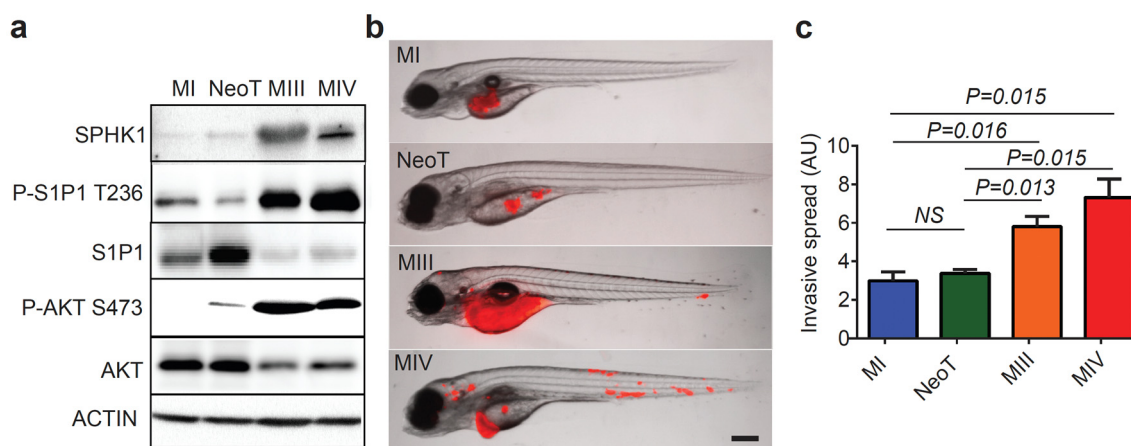 a
MI NeoT MIII MIV
SPHK1
P-S1P1 T236
S1P1
P-AKT S473
AKT
ACTIN
b
MI
NeoT
MIII
MIV
c
P=0.015
P=0.016
P=0.015
P=0.013
NS
Invasive spread (AU)
10
8
6
4
2
0
MI
NeoT
MIII
MIV